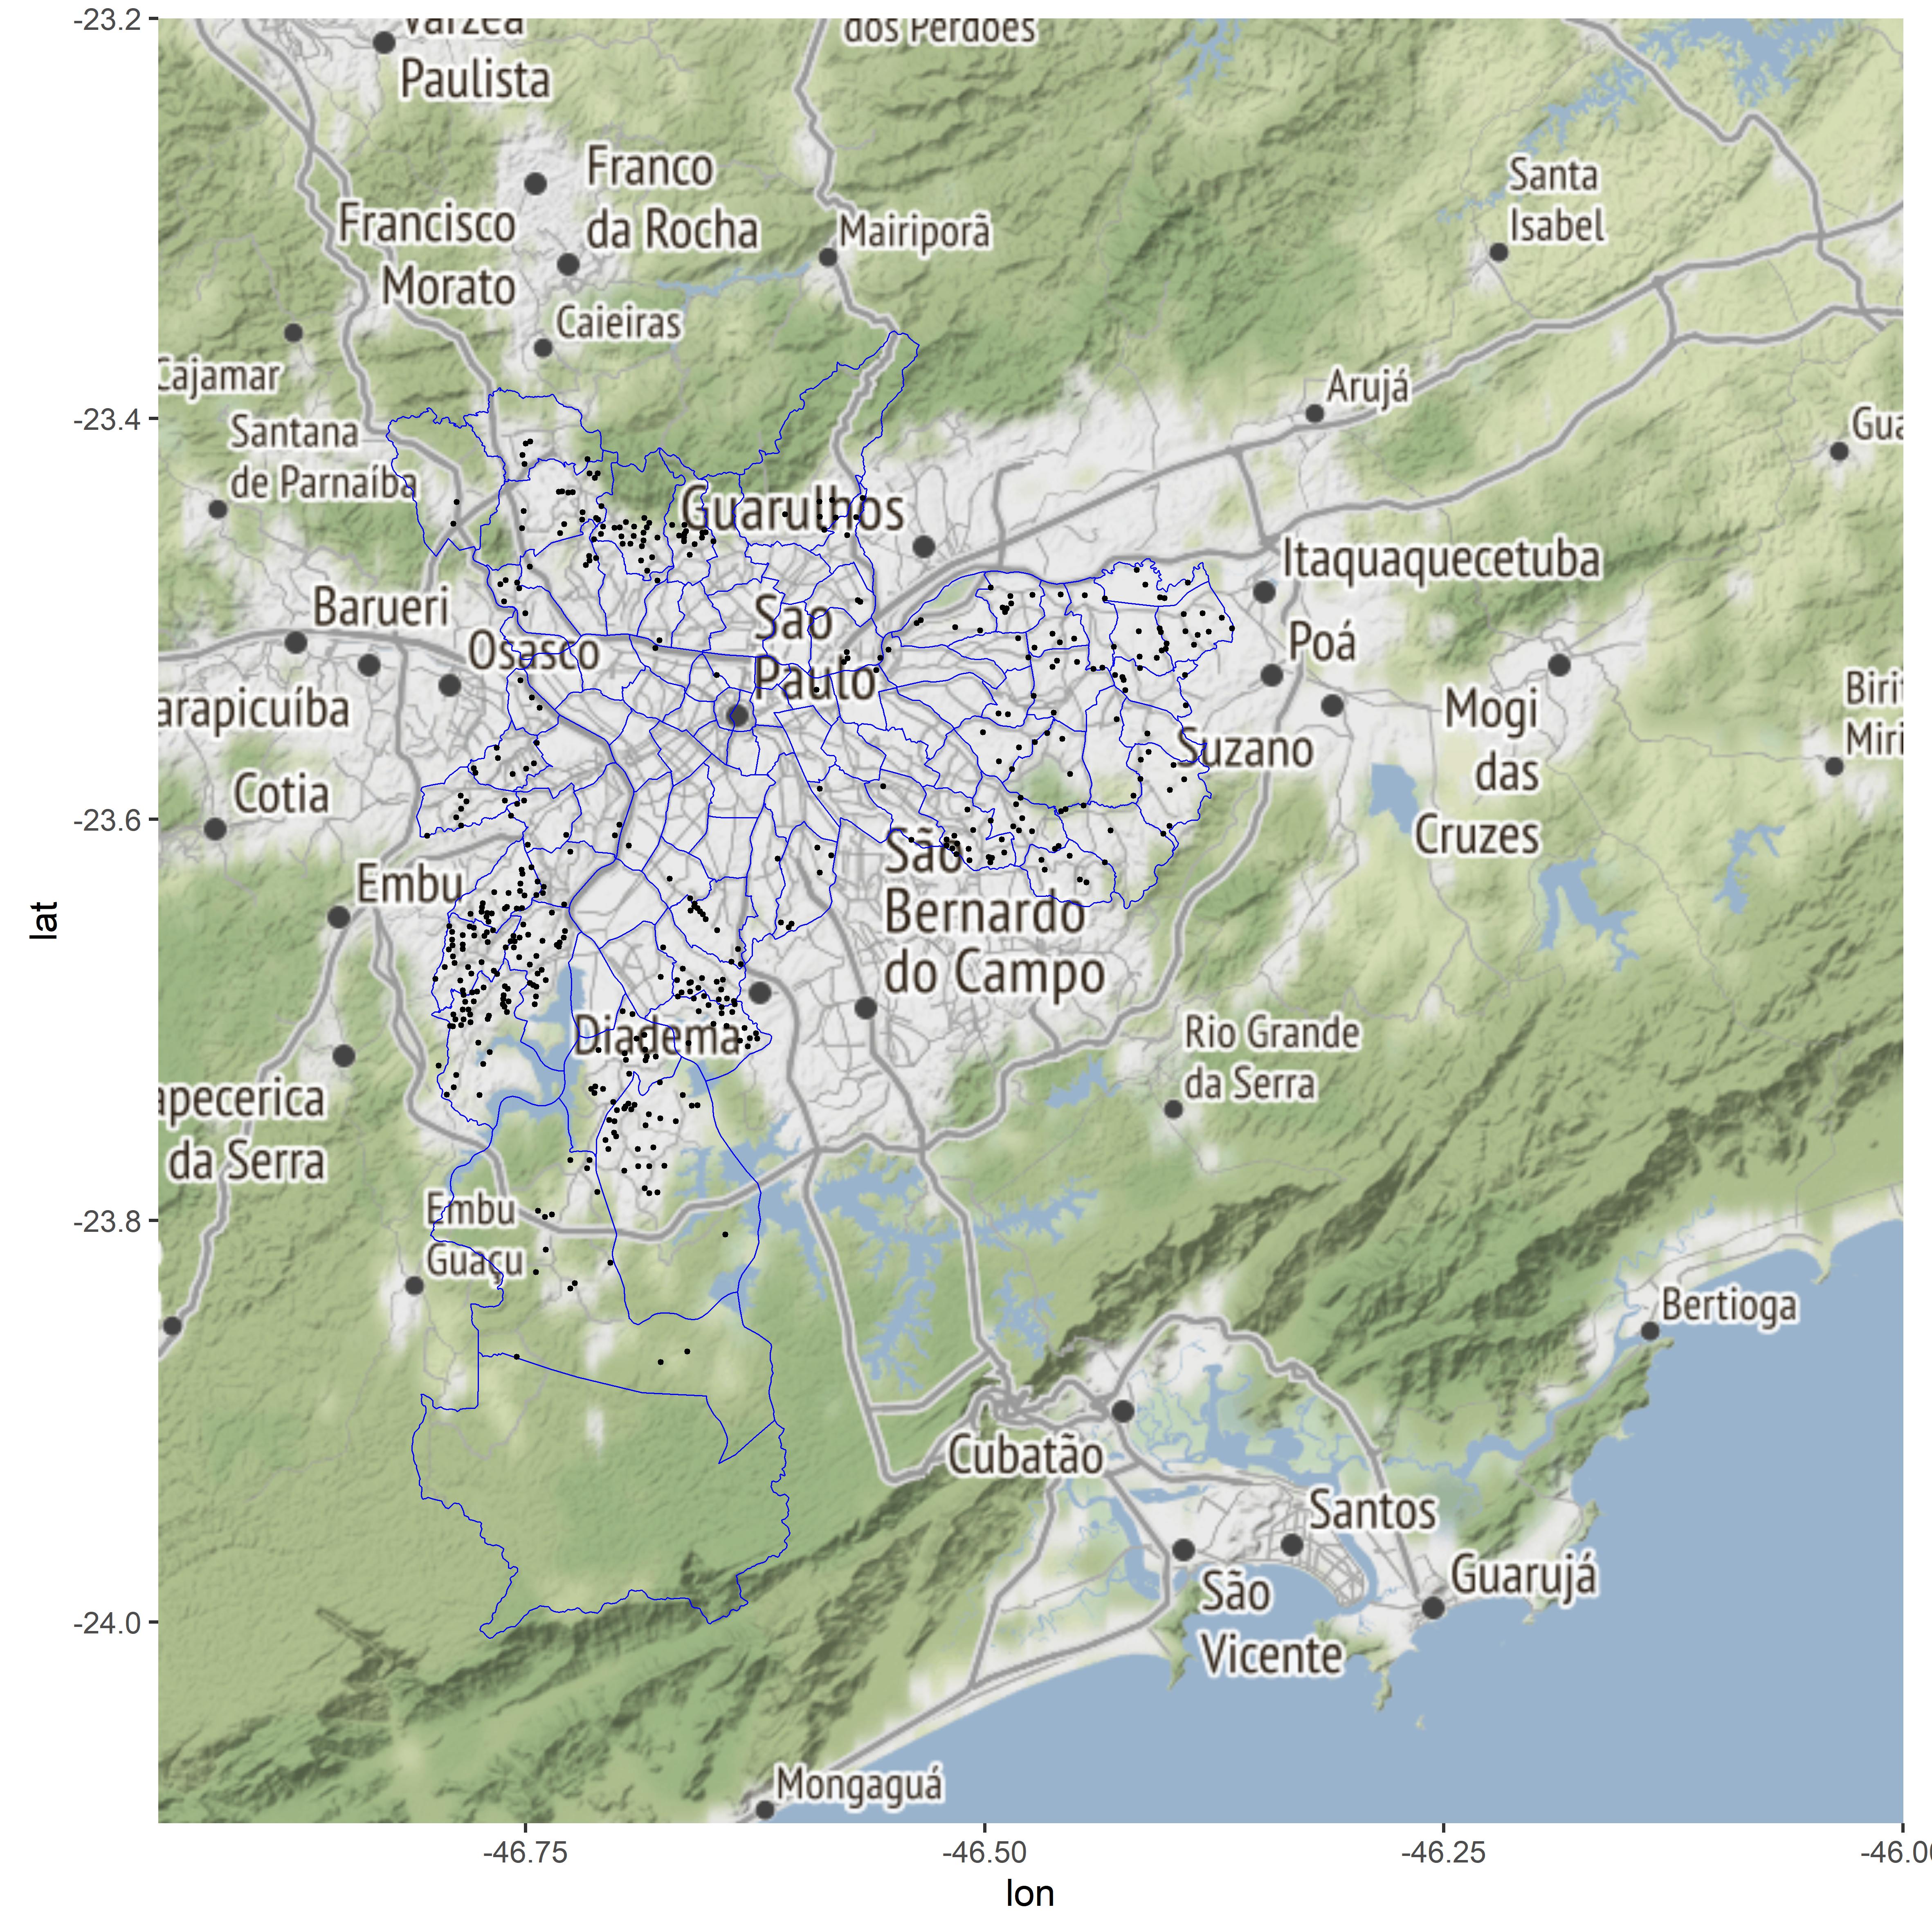 -23.2
Várzea
Paulista
dos Perdões
Franco
da Rocha
Francisco
Morato
Mairiporã
Santa
Isabel
Caieiras
Cajamar
Arujá
-23.4
Santana
de Parnaíba
Gua
Guarulhos
Itaquaquecetuba
Barueri
Sao
Paulo
Osasco
Poá
arapicuíba
Mogi
das
Cruzes
Birit
Miri
Suzano
Cotia
-23.6
São
Bernardo
do Campo
Embu
lat
Diadema
Rio Grande
da Serra
apecerica
da Serra
-23.8
Embu
Guaçu
Bertioga
Cubatão
Santos
São
Vicente
Guarujá
-24.0
Mongaguá
-46.75
-46.50
-46.25
-46.00
lon